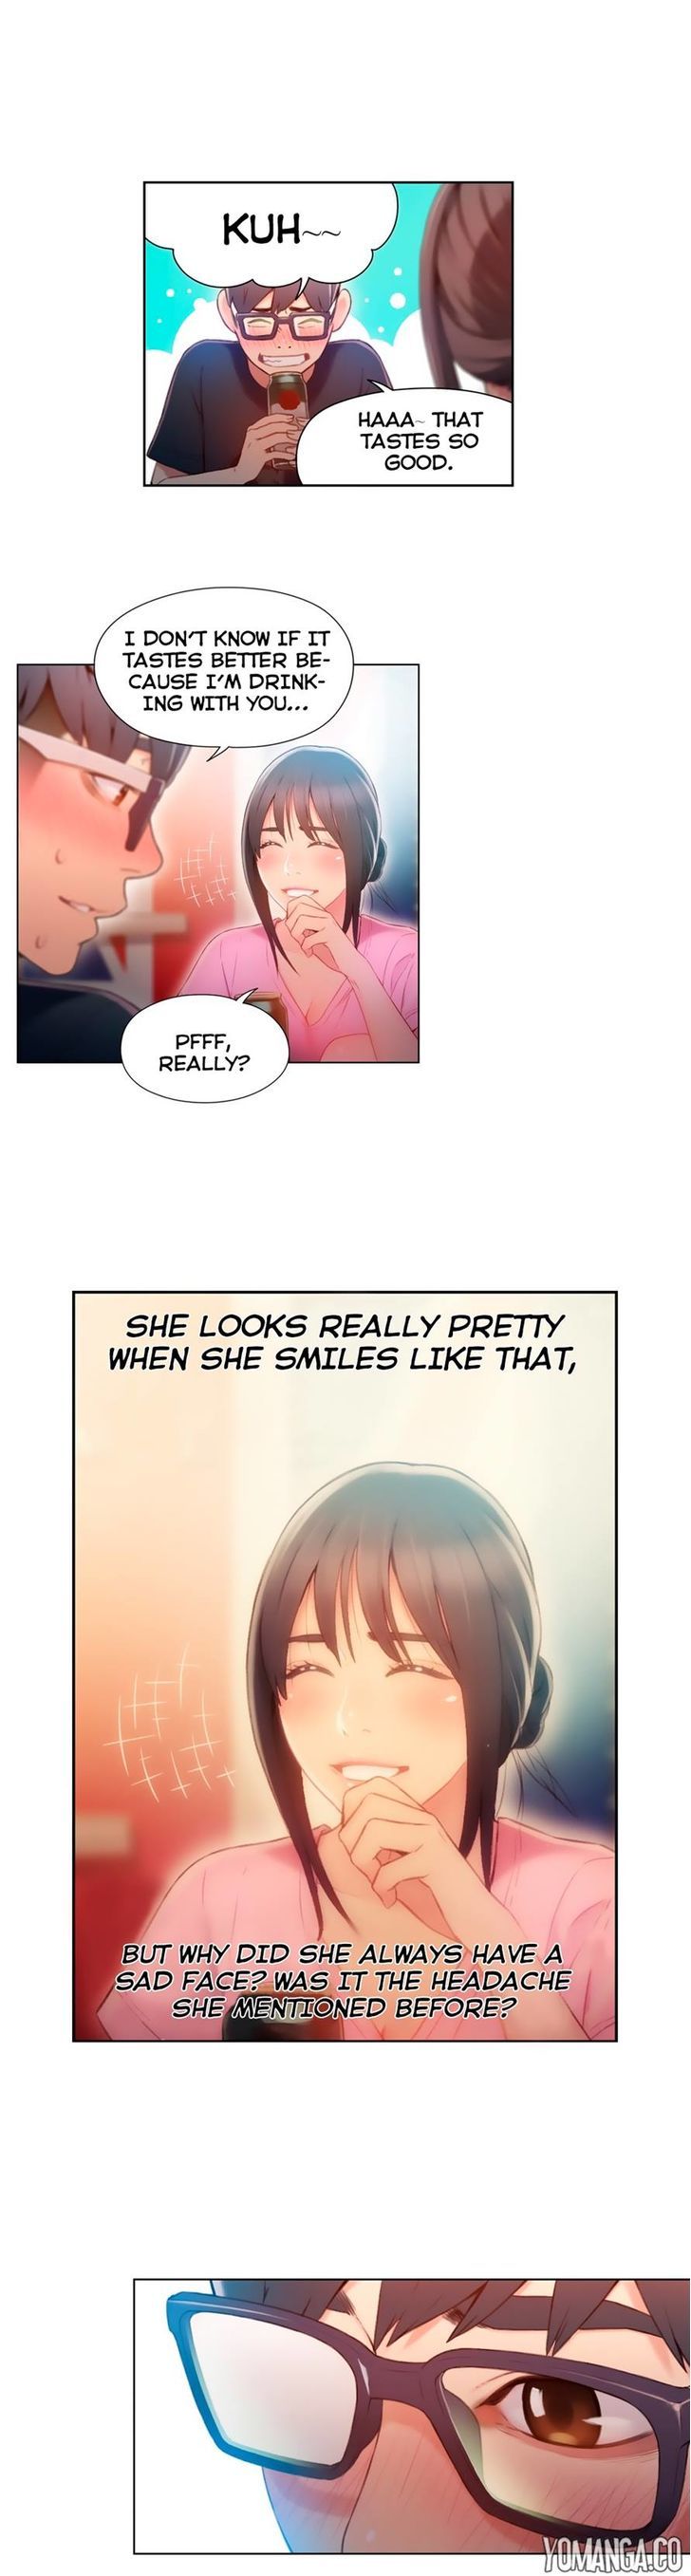 KUH~~
HAAA~ THAT
TASTES SO
GOOD.
I DON'T KNOW IF IT
TASTES BETTER BE-
CAUSE I'M DRINK-
ING WITH YOU...
PFFF,
REALLY?
SHE LOOKS REALLY PRETTY
WHEN SHE SMILES LIKE THAT,
BUT WHY DID SHE ALWAYS HAVE A
SAD FACE? WAS IT THE HEADACHE
SHE MENTIONED BEFORE?
YOMANGA.CO